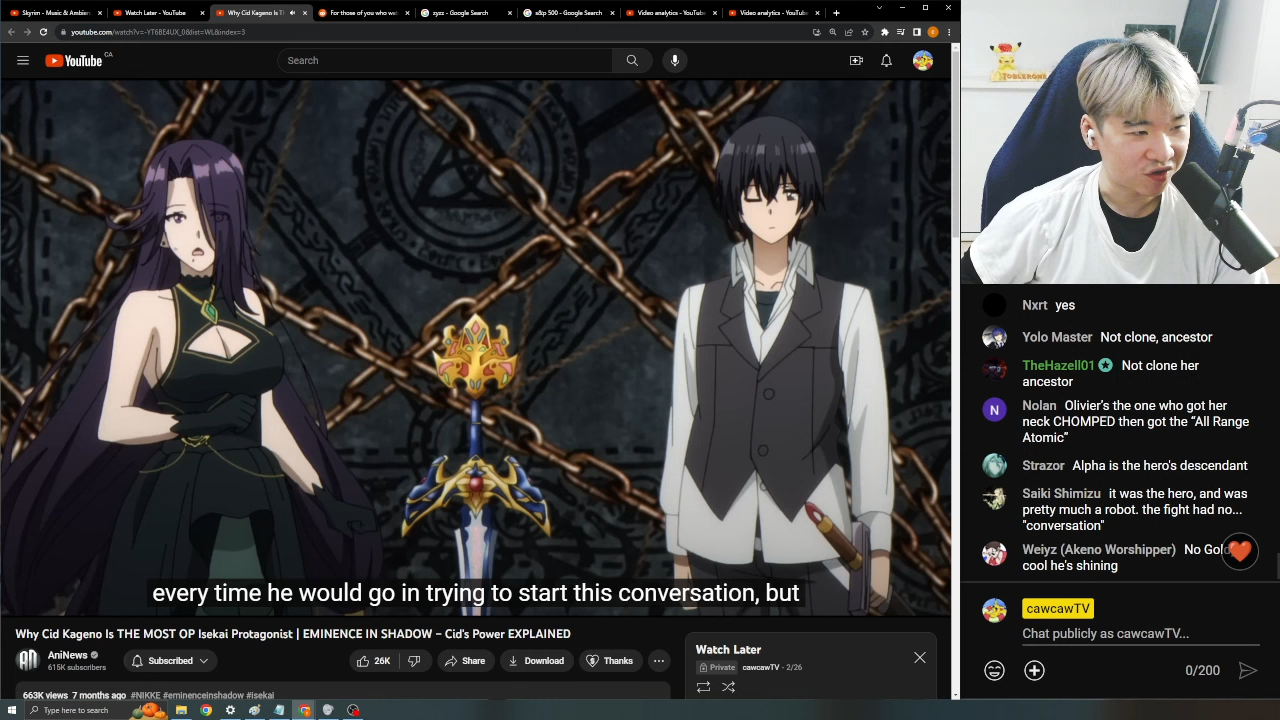 Skyrim - Music & Ambien
Watch Later - YouTube
Why Cid Kageno Is T
For those of you who wa
zyzz - Google Search
s&p 500 - Google Search
Video analytics - YouTube
Video analytics - YouTube
youtube.com/watch?v=-YT6BE4UX_0&list=WL&index=3
YouTube CA
Search
every time he would go in trying to start this conversation, but
Why Cid Kageno Is THE MOST OP Isekai Protagonist | EMINENCE IN SHADOW – Cid's Power EXPLAINED
AniNews
615K subscribers
Subscribed
26K
Share
Download
Thanks
663K views 7 months ago #NIKKE #eminenceinshadow #isekai
Watch Later
Private cawcawTV - 2/26
Type here to search
TOBLERONE
Nxrt yes
Yolo Master Not clone, ancestor
TheHazell01 Not clone her
ancestor
Nolan Olivier's the one who got her
neck CHOMPED then got the “All Range
Atomic”
Strazor Alpha is the hero's descendant
Saiki Shimizu it was the hero, and was
pretty much a robot. the fight had no...
"conversation"
Weiyz (Akeno Worshipper) No Gold
cool he's shining
cawcawTV
Chat publicly as cawcawTV...
0/200